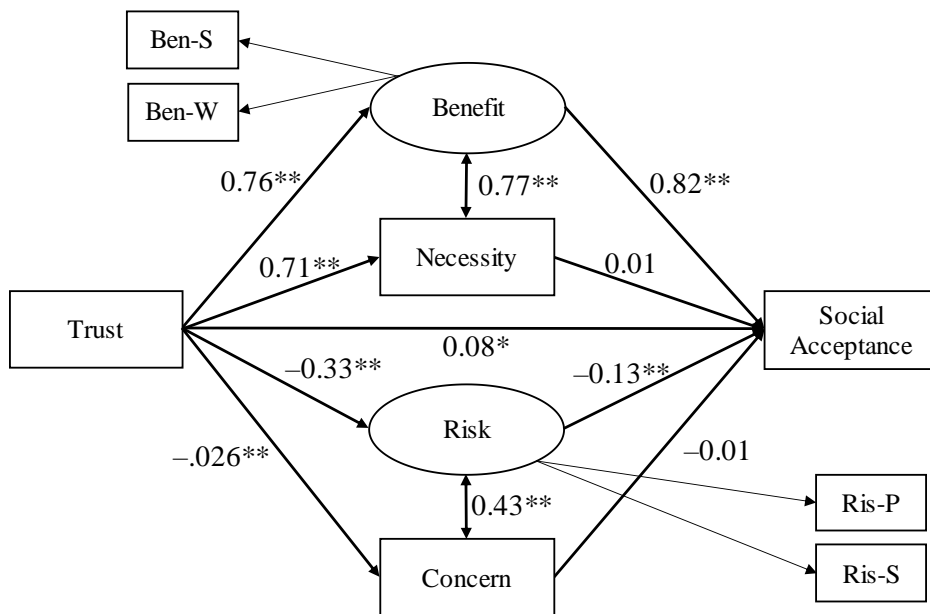 Ben-S
Ben-W
Benefit
0.76**
0.77**
0.82**
0.71**
Necessity
0.01
Trust
0.08*
Social
Acceptance
–0.33**
–0.13**
Risk
–.026**
–0.01
0.43**
Ris-P
Concern
Ris-S